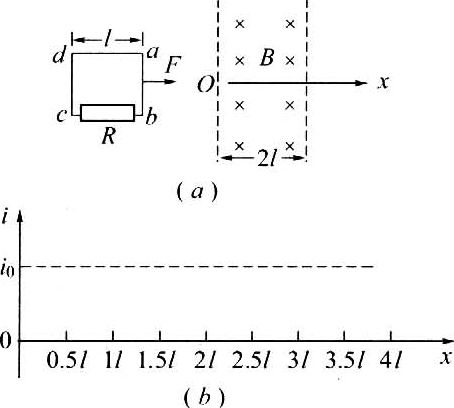 l
d a
F
B
O x
c b
R
2l
(a)
i
i₀
0 0.5l 1l 1.5l 2l 2.5l 3l 3.5l 4l x
(b)